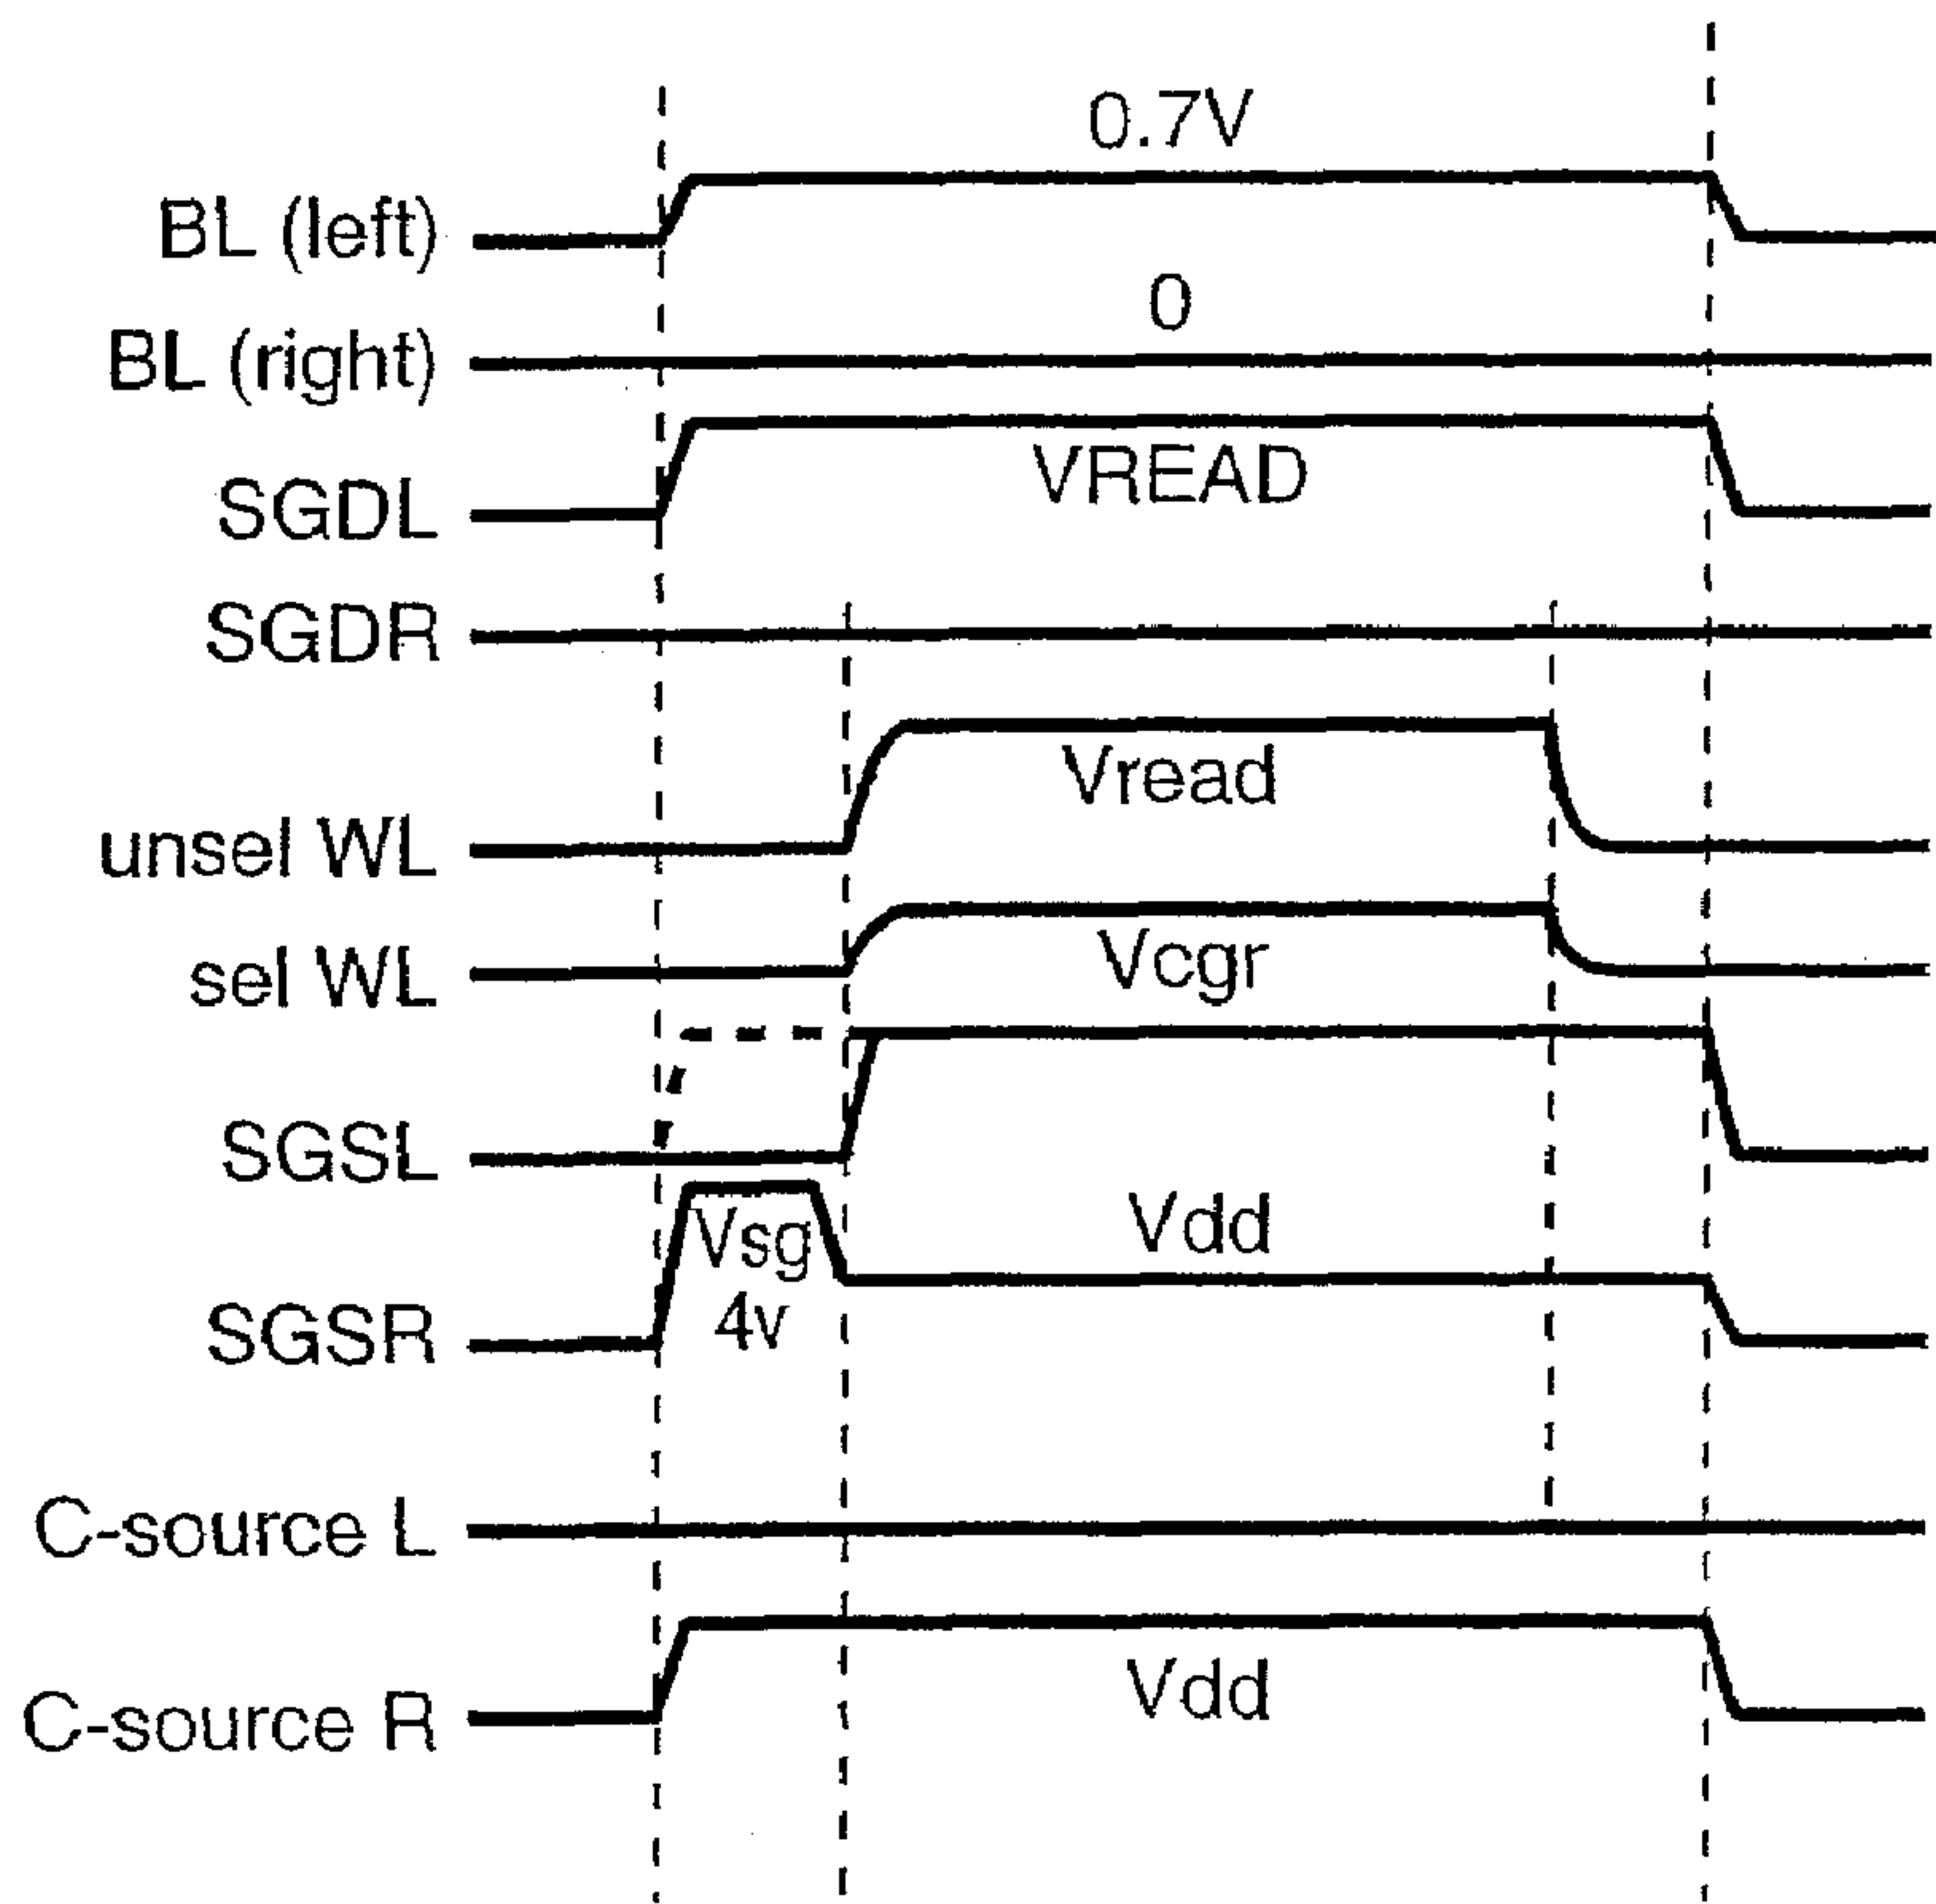 0.7V
BL (left)
0
BL (right)
VREAD
SGDL
SGDR
Vread
unsel WL
Vcgr
sel WL
SGSL
Vsg
4v
Vdd
SGSR
C-source L
Vdd
C-source R